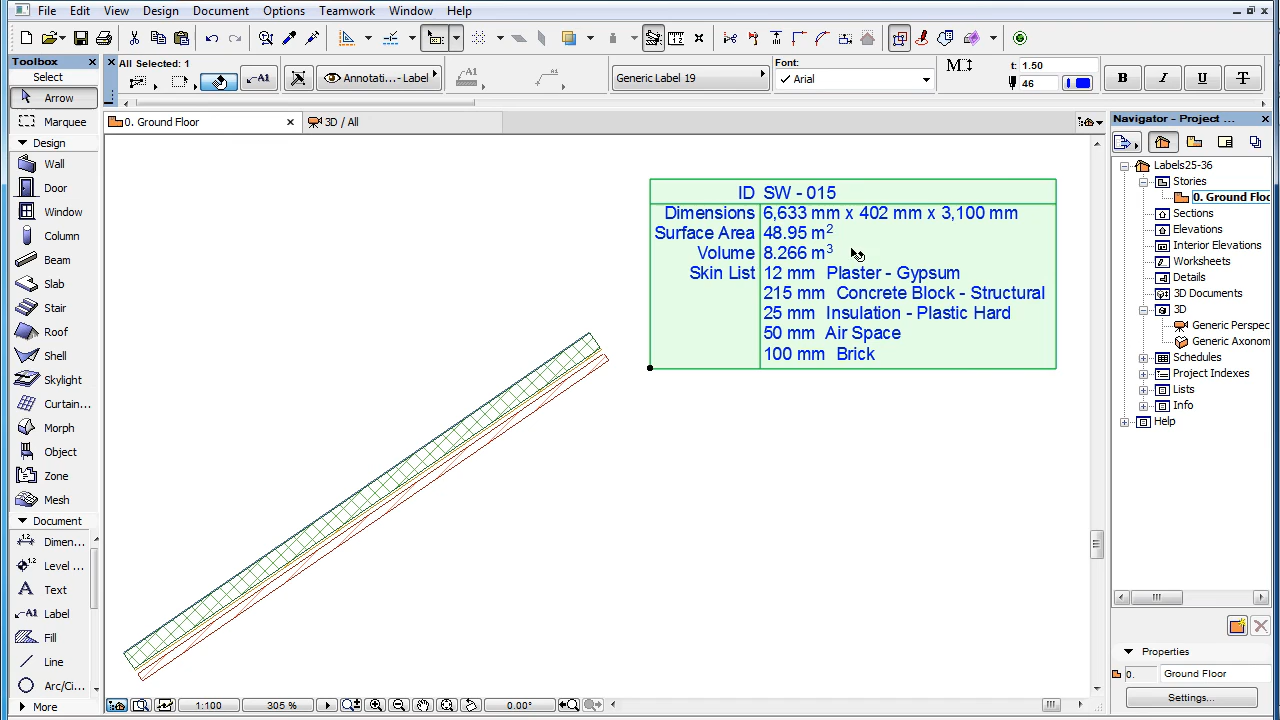 File Edit View Design Document Options Teamwork Window Help
Toolbox
Select
Arrow
Marquee
Design
Wall
Door
Window
Column
Beam
Slab
Stair
Roof
Shell
Skylight
Curtain...
Morph
Object
Zone
Mesh
Document
Dimen...
Level ...
Text
Label
Fill
Line
Arc/Ci...
More
All Selected: 1
A1
Annotati...- Label
A1
Generic Label 19
Font:
Arial
M
t: 1.50
46
B I U T
0. Ground Floor
3D / All
ID SW - 015
Dimensions 6,633 mm x 402 mm x 3,100 mm
Surface Area 48.95 m2
Volume 8.266 m3
Skin List 12 mm Plaster - Gypsum
215 mm Concrete Block - Structural
25 mm Insulation - Plastic Hard
50 mm Air Space
100 mm Brick
1:100
305 %
0.00°
Navigator - Project ...
Labels25-36
Stories
0. Ground Floo
Sections
Elevations
Interior Elevations
Worksheets
Details
3D Documents
3D
Generic Perspec
Generic Axonom
Schedules
Project Indexes
Lists
Info
Help
Properties
0. Ground Floor
Settings...